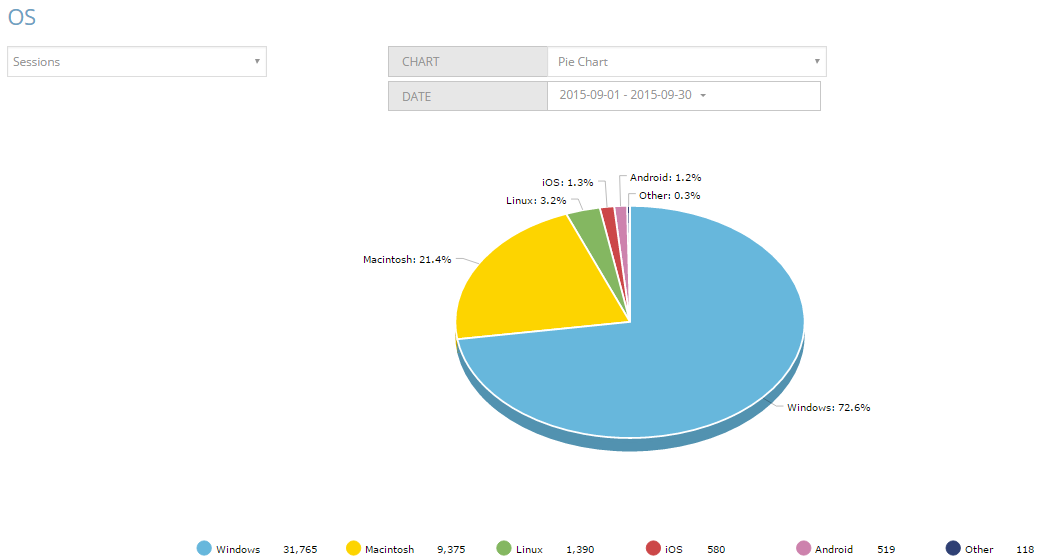 OS
Sessions
CHART Pie Chart
DATE 2015-09-01 - 2015-09-30
Android: 1.2%
iOS: 1.3%
Other: 0.3%
Linux: 3.2%
Macintosh: 21.4%
Windows: 72.6%
Windows 31,765 Macintosh 9,375 Linux 1,390 iOS 580 Android 519 Other 118